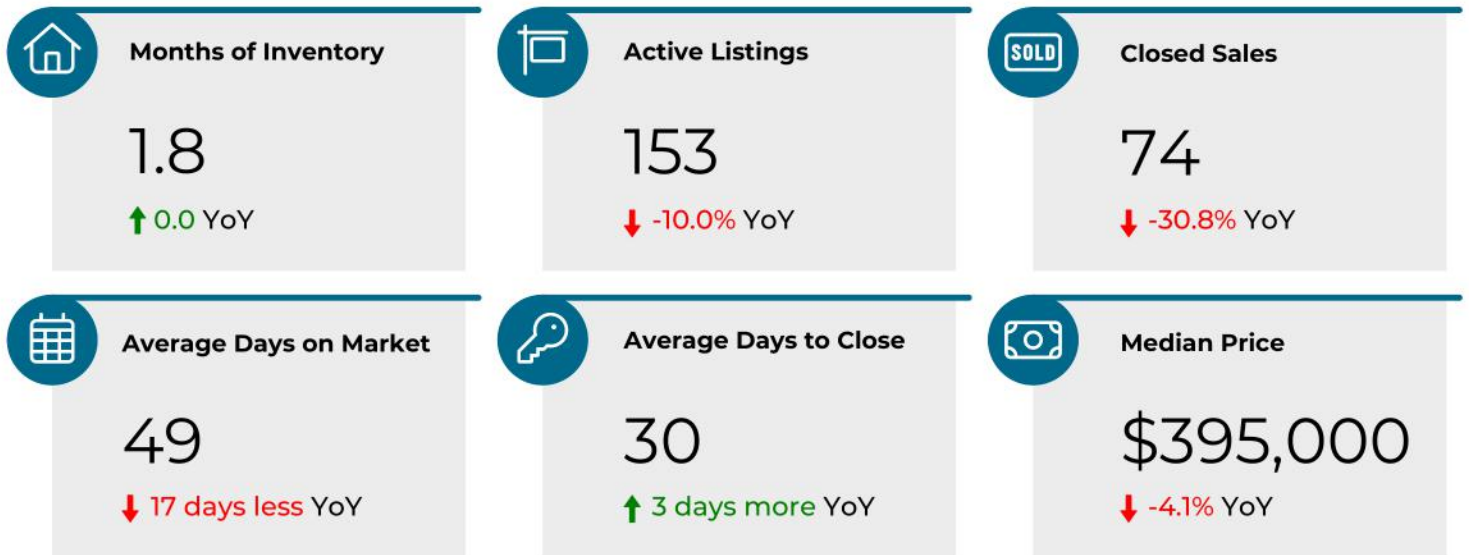 Months of Inventory
1.8
0.0 YoY
Active Listings
153
-10.0% YoY
SOLD
Closed Sales
74
-30.8% YoY
Average Days on Market
49
17 days less YoY
Average Days to Close
30
3 days more YoY
Median Price
$395,000
-4.1% YoY